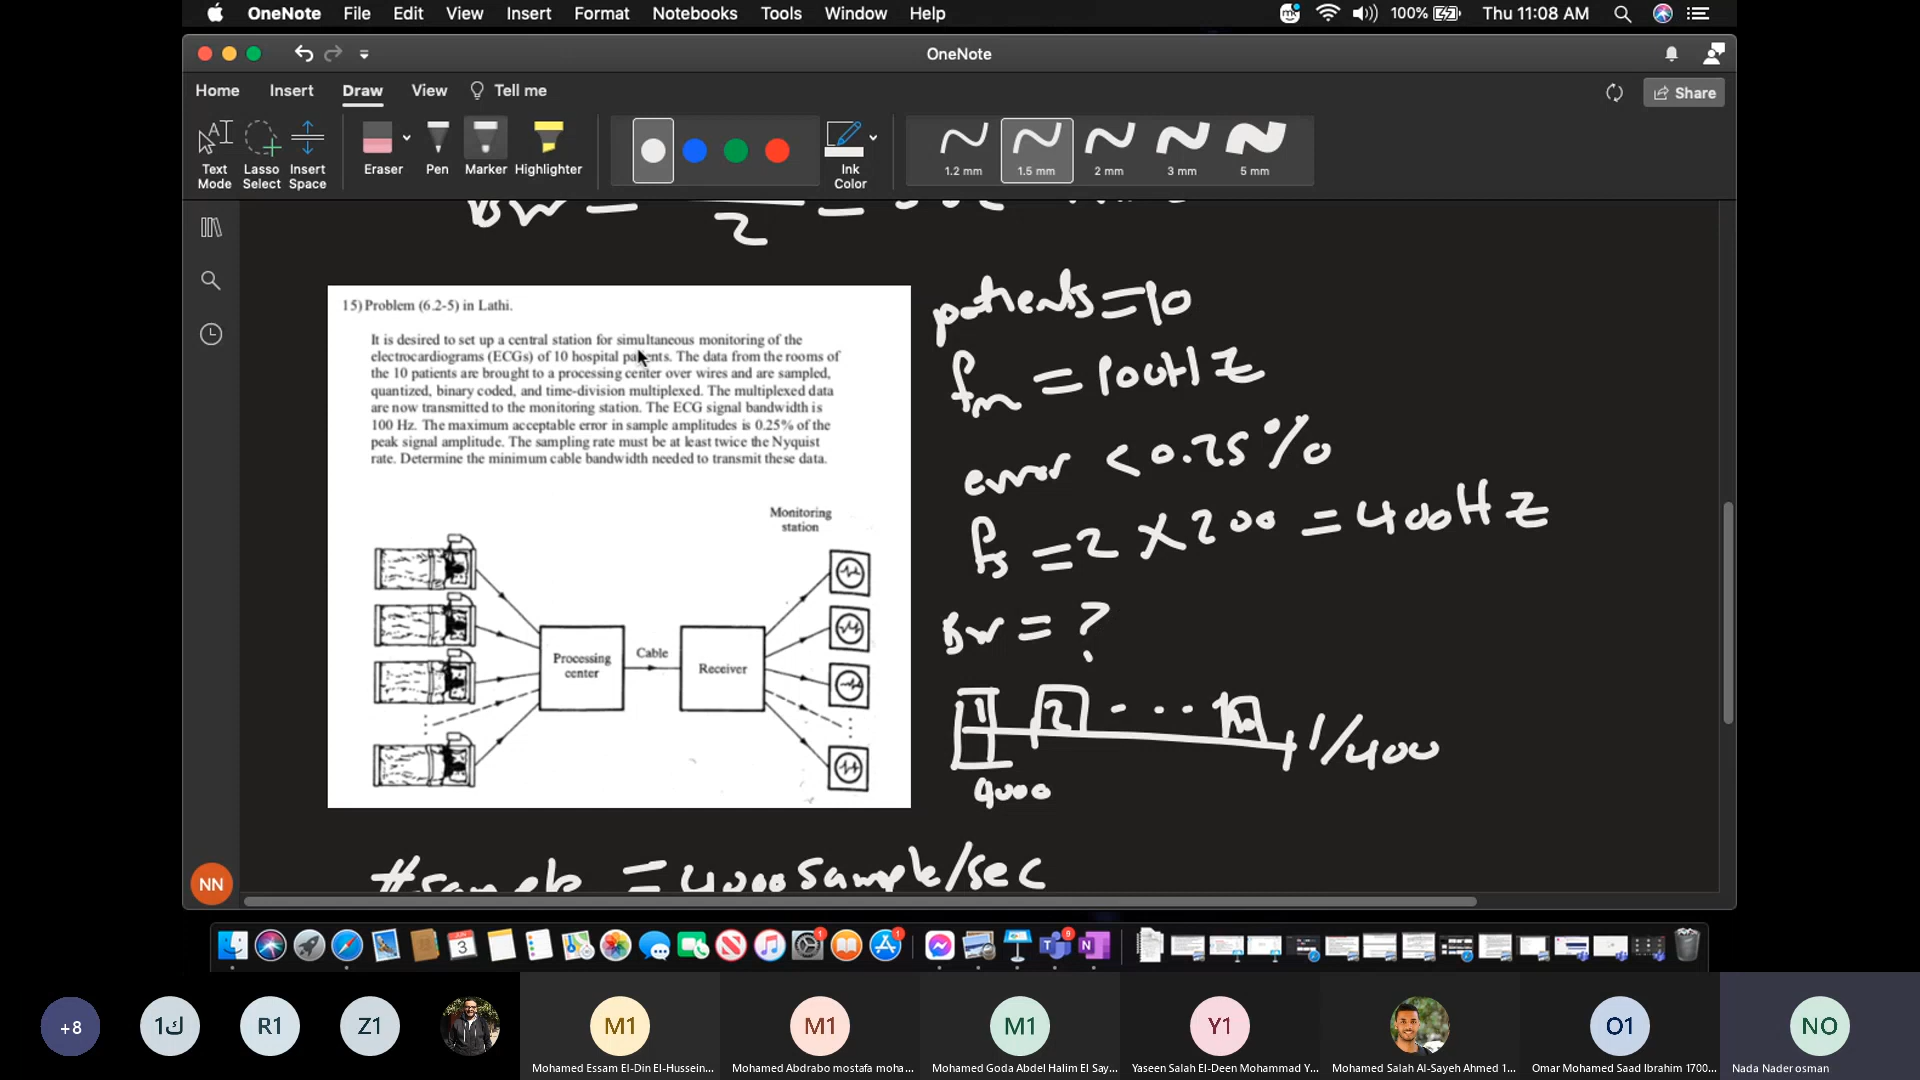 OneNote File Edit View Insert Format Notebooks Tools Window Help
100% Thu 11:08 AM
OneNote
Home Insert Draw View Tell me
Share
Text Mode
Lasso Select
Insert Space
Eraser
Pen
Marker
Highlighter
Ink Color
1.2 mm
1.5 mm
2 mm
3 mm
5 mm
BW =
2
=
15) Problem (6.2-5) in Lathi.
It is desired to set up a central station for simultaneous monitoring of the
electrocardiograms (ECGs) of 10 hospital patients. The data from the rooms of
the 10 patients are brought to a processing center over wires and are sampled,
quantized, binary coded, and time-division multiplexed. The multiplexed data
are now transmitted to the monitoring station. The ECG signal bandwidth is
100 Hz. The maximum acceptable error in sample amplitudes is 0.25% of the
peak signal amplitude. The sampling rate must be at least twice the Nyquist
rate. Determine the minimum cable bandwidth needed to transmit these data.
Monitoring
station
Processing
center
Cable
Receiver
patients = 10
fm = 100Hz
error < 0.25%
fs = 2 × 200 = 400Hz
BW = ?
1 2 ... 10 1/400
4000
#sample = 4000 sample/sec
NN
JUN
3
1
1
9
+8
ك1
R1
Z1
M1
M1
M1
Y1
O1
NO
Mohamed Essam El-Din El-Hussein...
Mohamed Abdrabo mostafa moha...
Mohamed Goda Abdel Halim El Say...
Yaseen Salah El-Deen Mohammad Y...
Mohamed Salah Al-Sayeh Ahmed 1...
Omar Mohamed Saad Ibrahim 1700...
Nada Nader osman